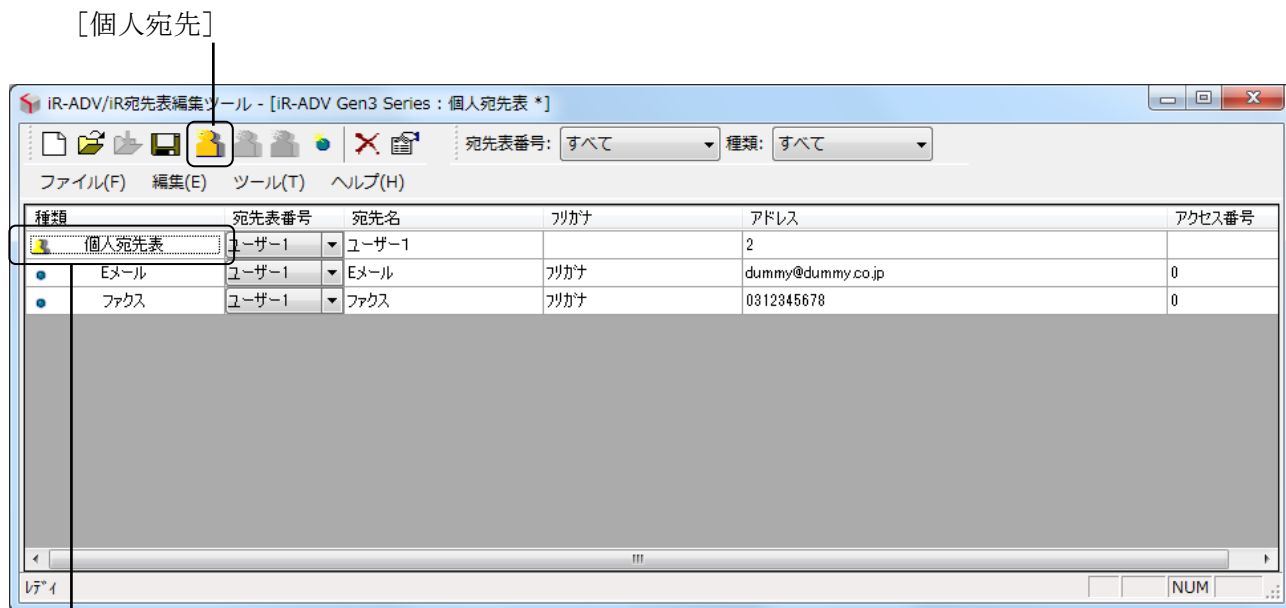 ［個人宛先］
iR-ADV/iR宛先表編集ツール - [iR-ADV Gen3 Series : 個人宛先表 *]
宛先表番号: すべて 種類: すべて
ファイル(F) 編集(E) ツール(T) ヘルプ(H)
種類 宛先表番号 宛先名 フリガナ アドレス アクセス番号
個人宛先表 ユーザー1 ユーザー1 2
Eメール ユーザー1 Eメール フリガナ dummy@dummy.co.jp 0
ファクス ユーザー1 ファクス フリガナ 0312345678 0
レディ NUM